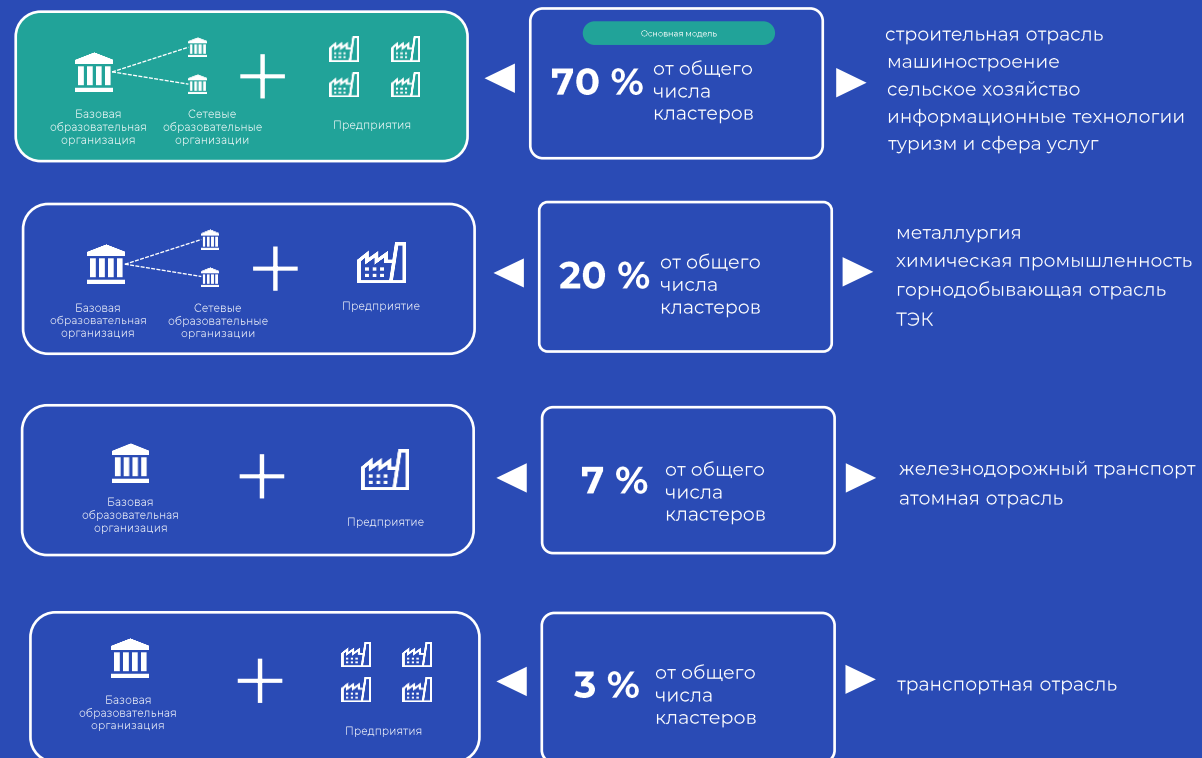 Базовая
образовательная
организация
Сетевые
образовательные
организации
Предприятия
Основная модель
70 %
от общего
числа
кластеров
строительная отрасль
машиностроение
сельское хозяйство
информационные технологии
туризм и сфера услуг
Базовая
образовательная
организация
Сетевые
образовательные
организации
Предприятие
20 %
от общего
числа
кластеров
металлургия
химическая промышленность
горнодобывающая отрасль
ТЭК
Базовая
образовательная
организация
Предприятие
7 %
от общего
числа
кластеров
железнодорожный транспорт
атомная отрасль
Базовая
образовательная
организация
Предприятия
3 %
от общего
числа
кластеров
транспортная отрасль